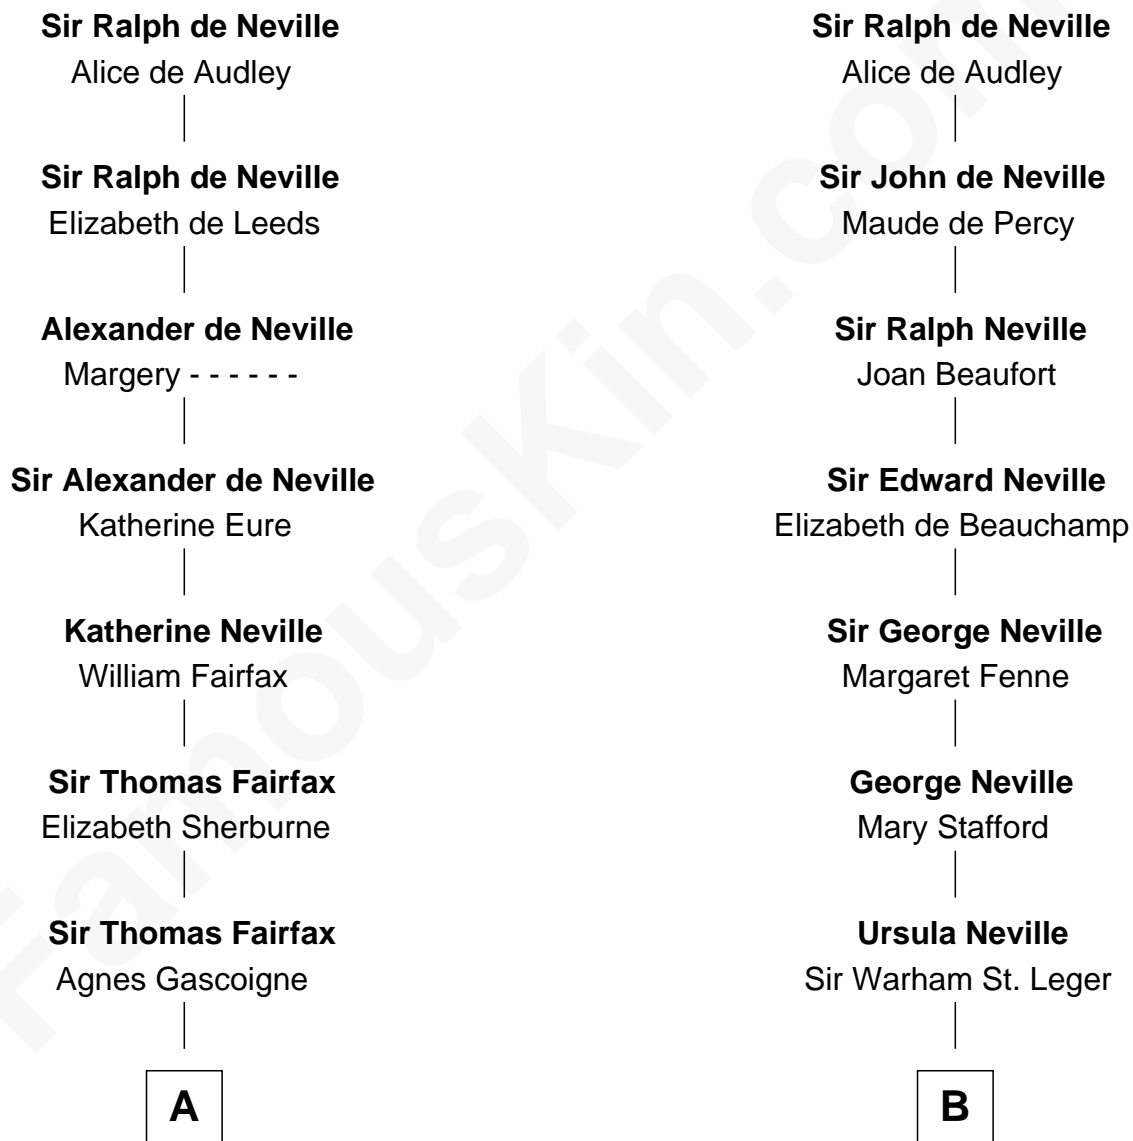 Sir Ralph de Neville
Alice de Audley
Sir Ralph de Neville
Elizabeth de Leeds
Alexander de Neville
Margery - - - - - -
Sir Alexander de Neville
Katherine Eure
Katherine Neville
William Fairfax
Sir Thomas Fairfax
Elizabeth Sherburne
Sir Thomas Fairfax
Agnes Gascoigne
A
Sir Ralph de Neville
Alice de Audley
Sir John de Neville
Maude de Percy
Sir Ralph Neville
Joan Beaufort
Sir Edward Neville
Elizabeth de Beauchamp
Sir George Neville
Margaret Fenne
George Neville
Mary Stafford
Ursula Neville
Sir Warham St. Leger
B
FamousKin.com